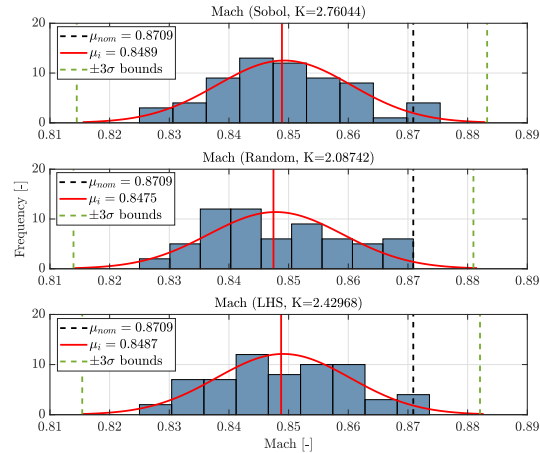 Mach (Sobol, K=2.76044)
20
10
0
μnom = 0.8709
μi = 0.8489
±3σ bounds
0.81 0.82 0.83 0.84 0.85 0.86 0.87 0.88 0.89
Mach (Random, K=2.08742)
Frequency [-]
20
10
0
μnom = 0.8709
μi = 0.8475
±3σ bounds
0.81 0.82 0.83 0.84 0.85 0.86 0.87 0.88 0.89
Mach (LHS, K=2.42968)
20
10
0
μnom = 0.8709
μi = 0.8487
±3σ bounds
0.81 0.82 0.83 0.84 0.85 0.86 0.87 0.88 0.89
Mach [-]